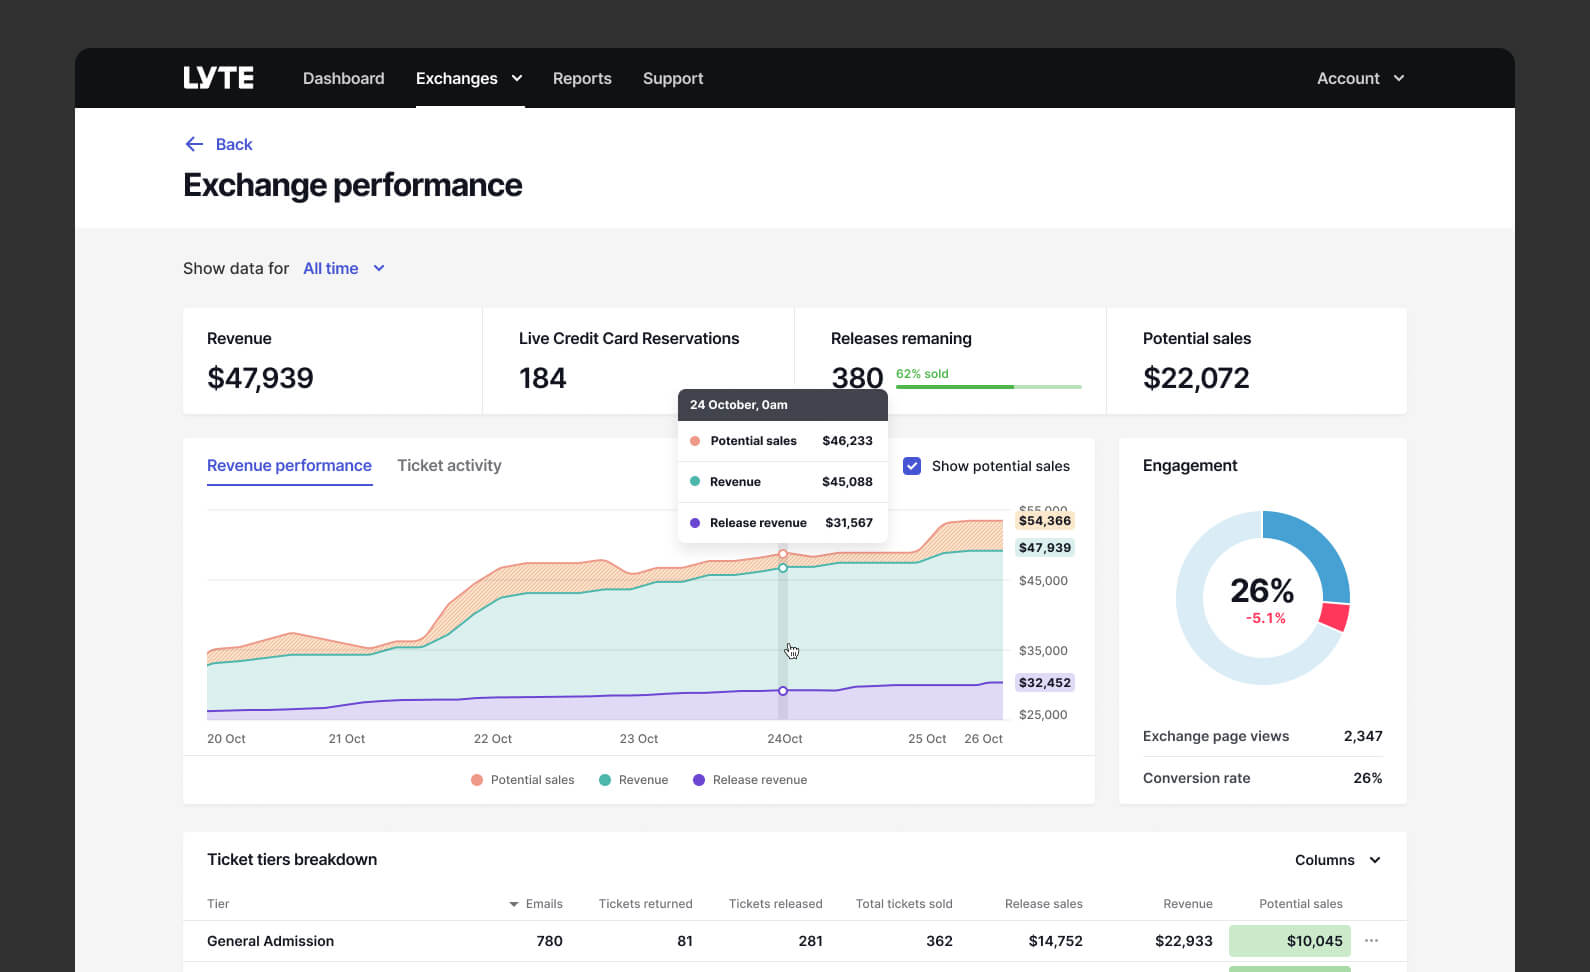 LYTE Dashboard Exchanges Reports Support Account
Back
Exchange performance
Show data for All time
Revenue Live Credit Card Reservations Releases remaning Potential sales
$47,939 184 380 62% sold $22,072
24 October, 0am
Potential sales $46,233
Revenue $45,088
Release revenue $31,567
Revenue performance Ticket activity Show potential sales
$55,000
$54,366
$47,939
$45,000
$35,000
$32,452
$25,000
20 Oct 21 Oct 22 Oct 23 Oct 24Oct 25 Oct 26 Oct
Potential sales Revenue Release revenue
Engagement
26%
-5.1%
Exchange page views 2,347
Conversion rate 26%
Ticket tiers breakdown Columns
Tier Emails Tickets returned Tickets released Total tickets sold Release sales Revenue Potential sales
General Admission 780 81 281 362 $14,752 $22,933 $10,045